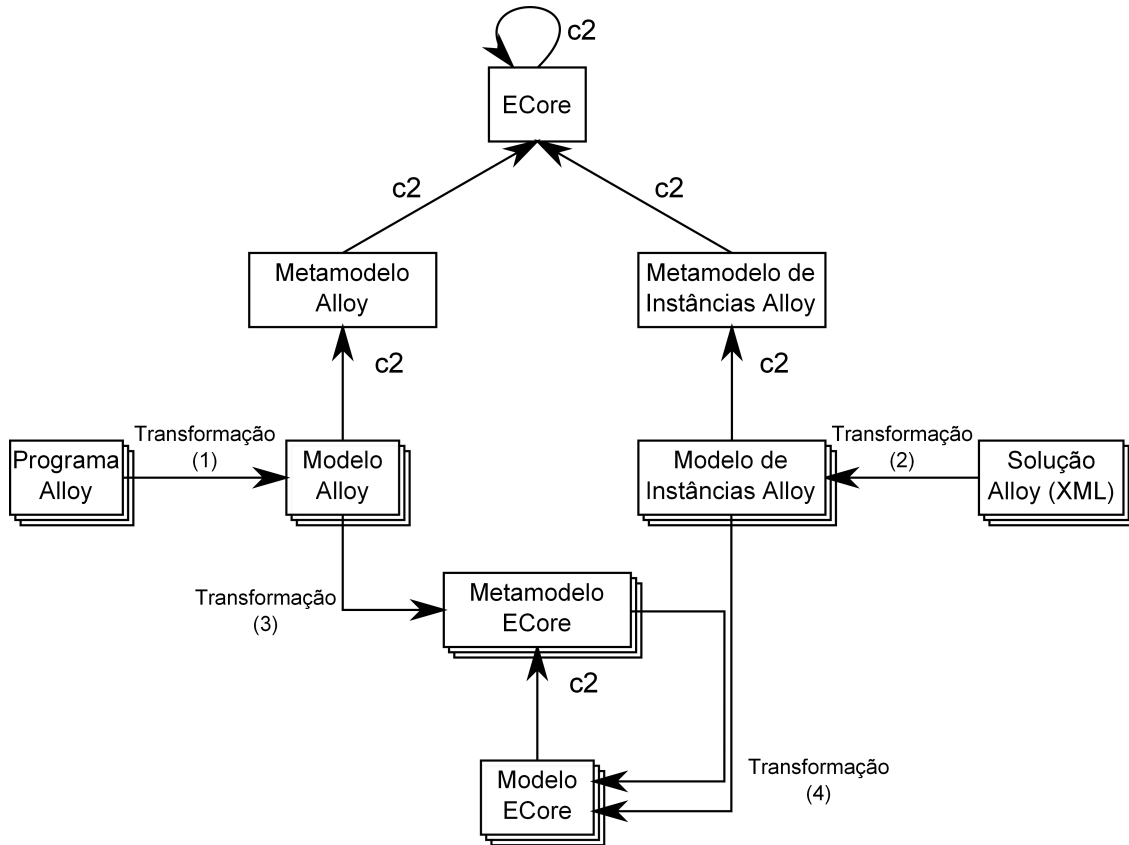 c2
ECore
c2
c2
Metamodelo
Alloy
Metamodelo de
Instâncias Alloy
c2
c2
Programa
Alloy
Transformação
(1)
Modelo
Alloy
Modelo de
Instâncias Alloy
Transformação
(2)
Solução
Alloy (XML)
Transformação
(3)
Metamodelo
ECore
c2
Modelo
ECore
Transformação
(4)